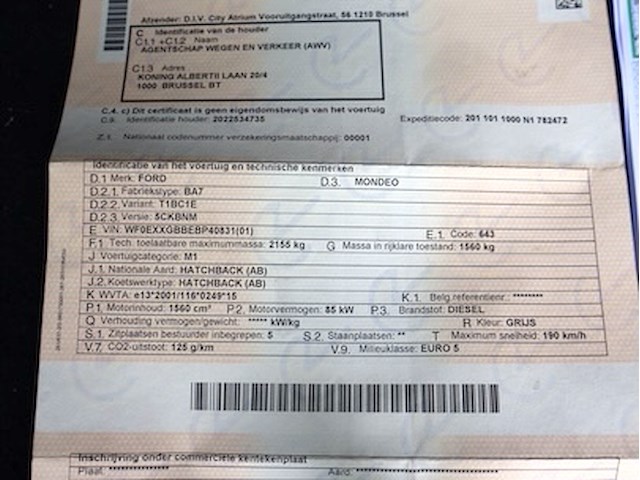 Afzender: D.I.V. City Atrium Vooruitgangstraat, 56 1210 Brussel
C Identificatie van de houder
C1.1 +C1.2 Naam
AGENTSCHAP WEGEN EN VERKEER (AWV)
C1.3 Adres
KONING ALBERTII LAAN 20/4
1000 BRUSSEL BT
C.4. c) Dit certificaat is geen eigendomsbewijs van het voertuig
C.9. Identificatie houder: 2022534735 Expeditiecode: 201 101 1000 N1 782472
Z.1. Nationaal codenummer verzekeringsmaatschappij: 00001
Identificatie van het voertuig en technische kenmerken
D.1 Merk: FORD D.3. MONDEO
D.2.1. Fabriekstype: BA7
D.2.2. Variant: T1BC1E
D.2.3. Versie: 5CKBNM
E VIN: WF0EXXGBBEBP40831(01) E.1. Code: 643
F.1 Tech. toelaatbare maximummassa: 2155 kg G Massa in rijklare toestand: 1560 kg
J Voertuigcategorie: M1
J.1. Nationale Aard: HATCHBACK (AB)
J.2. Koetswerktype: HATCHBACK (AB)
K WVTA: e13*2001/116*0249*15 K.1. Belg.referentienr.: ********
P.1. Motorinhoud: 1560 cm³ P.2. Motorvermogen: 85 kW P.3. Brandstof: DIESEL
Q Verhouding vermogen/gewicht: ***** kW/kg R Kleur: GRIJS
S.1. Zitplaatsen bestuurder inbegrepen: 5 S.2. Staanplaatsen: ** T Maximum snelheid: 190 km/h
V.7. CO2-uitstoot: 125 g/km V.9. Milieuklasse: EURO 5
Inschrijving onder commerciële kentekenplaat
Plaat: *************** Aard: ***********************************